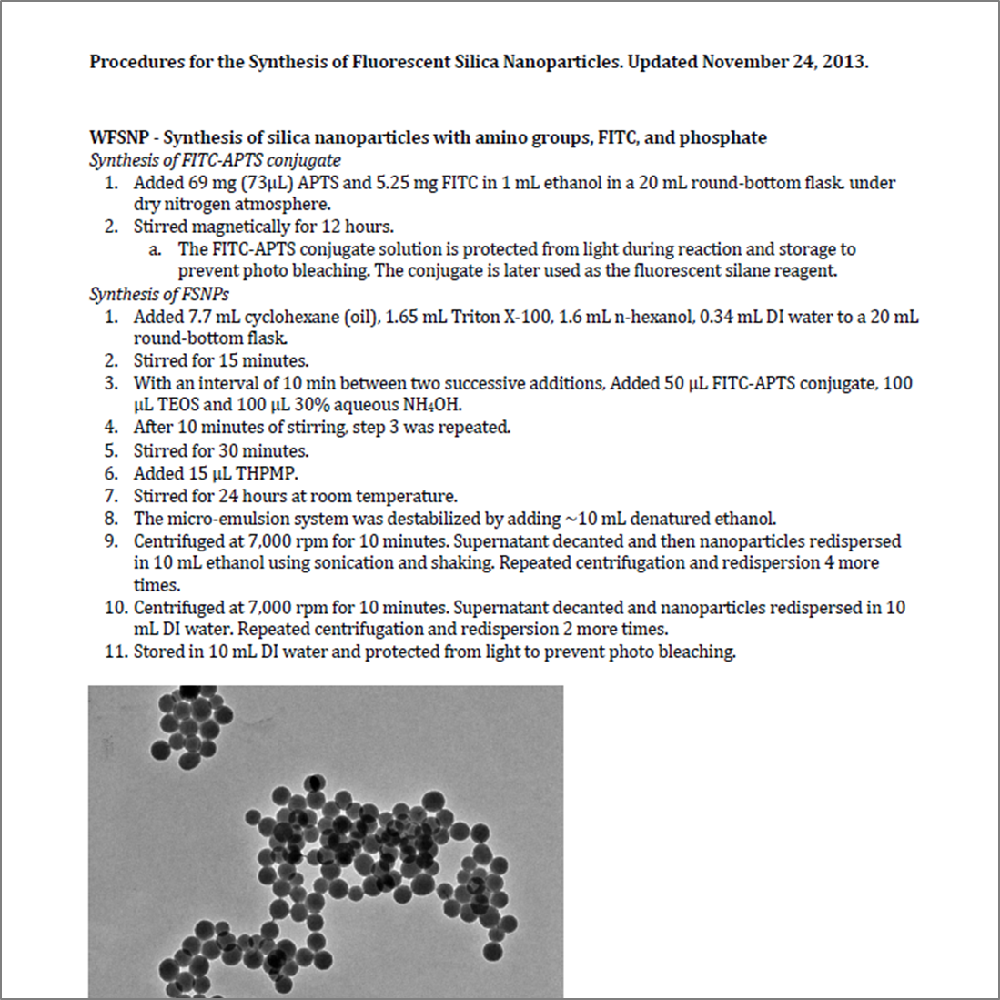 Procedures for the Synthesis of Fluorescent Silica Nanoparticles. Updated November 24, 2013.
WFSNP - Synthesis of silica nanoparticles with amino groups, FITC, and phosphate
Synthesis of FITC-APTS conjugate
1. Added 69 mg (73μL) APTS and 5.25 mg FITC in 1 mL ethanol in a 20 mL round-bottom flask. under
dry nitrogen atmosphere.
2. Stirred magnetically for 12 hours.
a. The FITC-APTS conjugate solution is protected from light during reaction and storage to
prevent photo bleaching. The conjugate is later used as the fluorescent silane reagent.
Synthesis of FSNPs
1. Added 7.7 mL cyclohexane (oil), 1.65 mL Triton X-100, 1.6 mL n-hexanol, 0.34 mL DI water to a 20 mL
round-bottom flask.
2. Stirred for 15 minutes.
3. With an interval of 10 min between two successive additions, Added 50 μL FITC-APTS conjugate, 100
μL TEOS and 100 μL 30% aqueous NH₄OH.
4. After 10 minutes of stirring, step 3 was repeated.
5. Stirred for 30 minutes.
6. Added 15 μL THPMP.
7. Stirred for 24 hours at room temperature.
8. The micro-emulsion system was destabilized by adding ~10 mL denatured ethanol.
9. Centrifuged at 7,000 rpm for 10 minutes. Supernatant decanted and then nanoparticles redispersed
in 10 mL ethanol using sonication and shaking. Repeated centrifugation and redispersion 4 more
times.
10. Centrifuged at 7,000 rpm for 10 minutes. Supernatant decanted and nanoparticles redispersed in 10
mL DI water. Repeated centrifugation and redispersion 2 more times.
11. Stored in 10 mL DI water and protected from light to prevent photo bleaching.